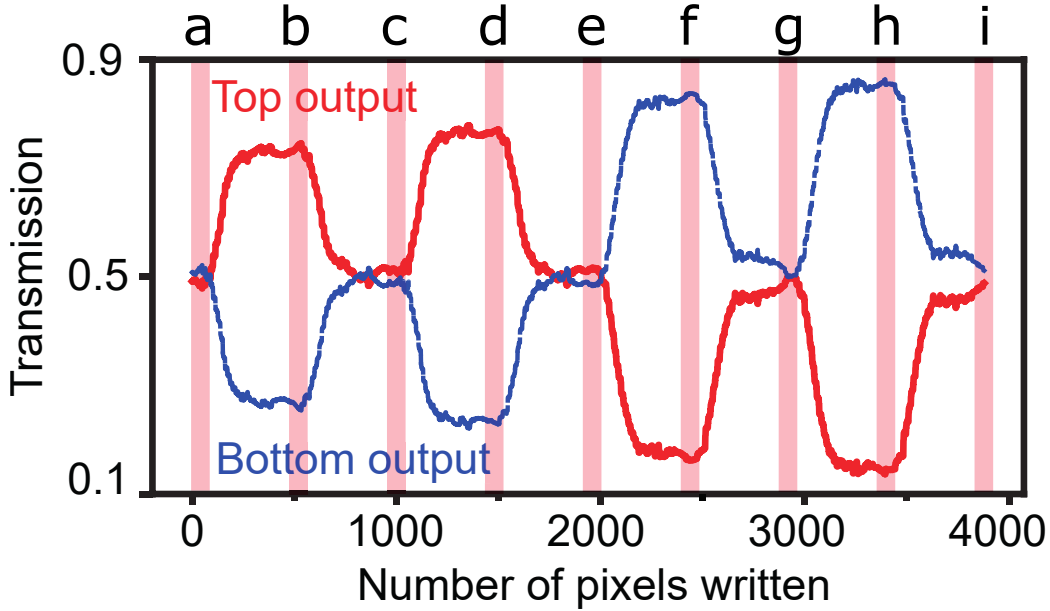 a b c d e f g h i
0.9
Top output
0.5
Transmission
Bottom output
0.1
0 1000 2000 3000 4000
Number of pixels written